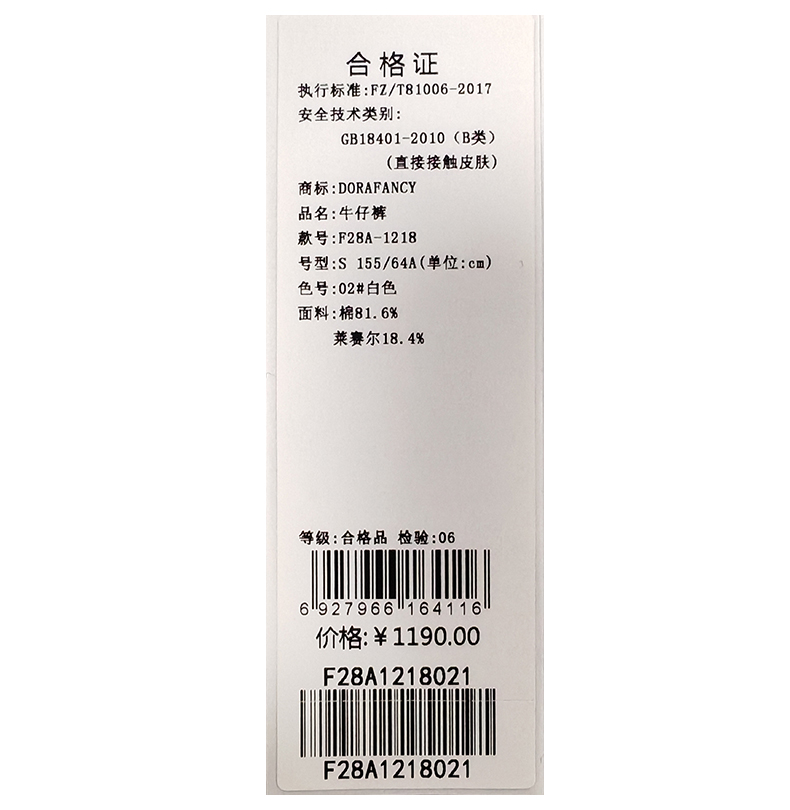 合格证
执行标准:FZ/T81006-2017
安全技术类别:
GB18401-2010（B类）
(直接接触皮肤)
商标:DORAFANCY
品名:牛仔裤
款号:F28A-1218
号型:S 155/64A(单位:cm)
色号:02#白色
面料:棉81.6%
莱赛尔18.4%
等级:合格品 检验:06
6 927966 164116
价格:¥1190.00
F28A1218021
F28A1218021